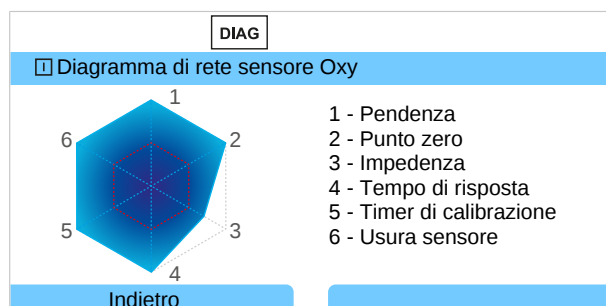 DIAG
I Diagramma di rete sensore Oxy
1
2
3
4
5
6
1 - Pendenza
2 - Punto zero
3 - Impedenza
4 - Tempo di risposta
5 - Timer di calibrazione
6 - Usura sensore
Indietro